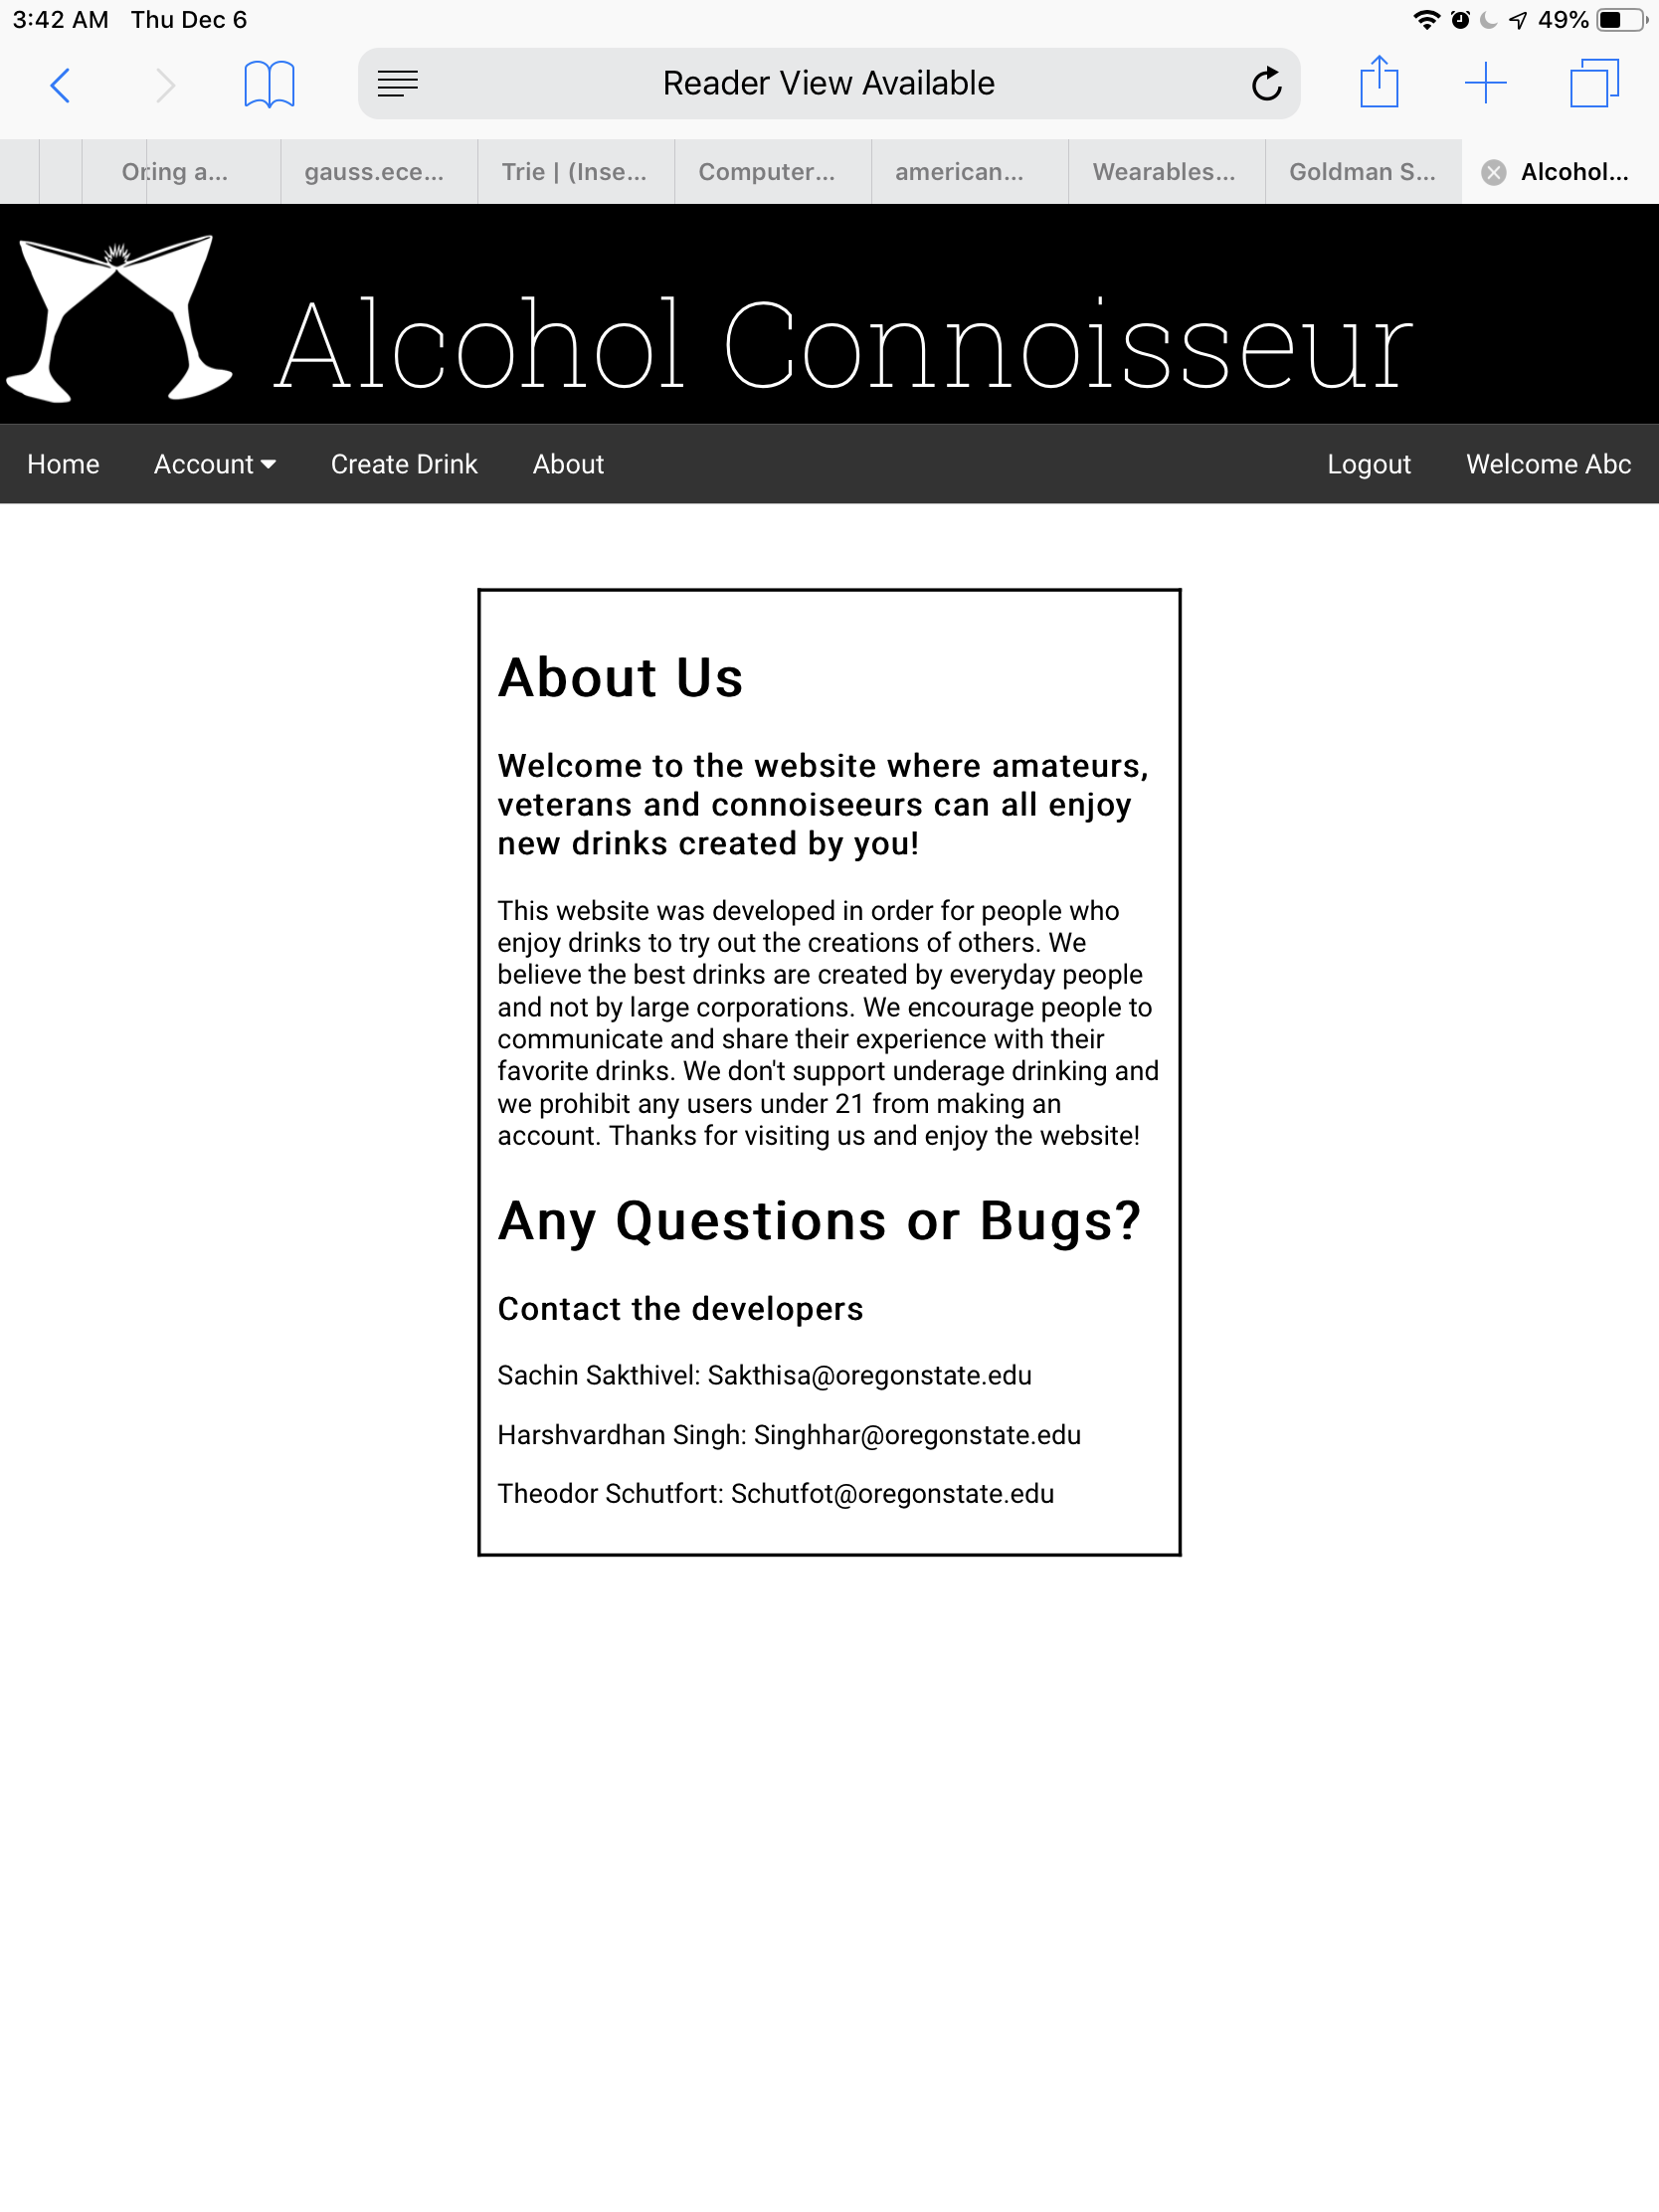 3:42 AM Thu Dec 6 49%
Reader View Available
ing a... gauss.ece... Trie | (Inse... Computer... american... Wearables... Goldman S... Alcohol...
Alcohol Connoisseur
Home Account Create Drink About Logout Welcome Abc
About Us
Welcome to the website where amateurs,
veterans and connoiseeurs can all enjoy
new drinks created by you!
This website was developed in order for people who
enjoy drinks to try out the creations of others. We
believe the best drinks are created by everyday people
and not by large corporations. We encourage people to
communicate and share their experience with their
favorite drinks. We don't support underage drinking and
we prohibit any users under 21 from making an
account. Thanks for visiting us and enjoy the website!
Any Questions or Bugs?
Contact the developers
Sachin Sakthivel: Sakthisa@oregonstate.edu
Harshvardhan Singh: Singhhar@oregonstate.edu
Theodor Schutfort: Schutfot@oregonstate.edu